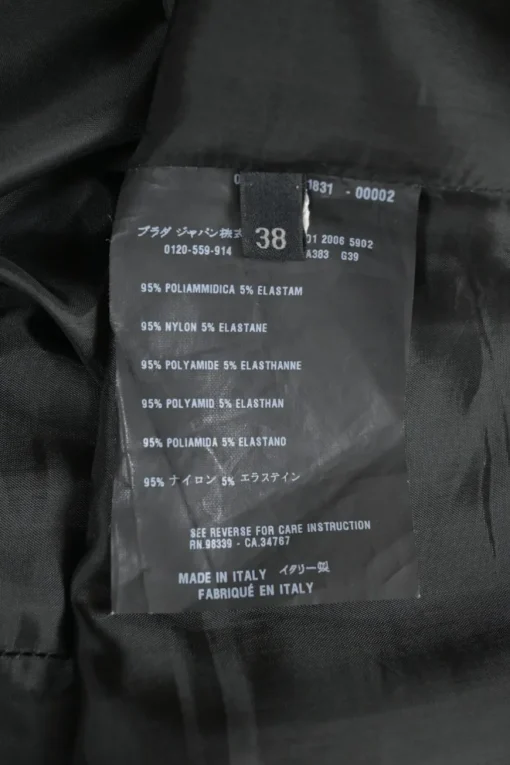 1831 - 00002
プラダ ジャパン株式
38
01 2006 5902
0120-559-914
A383 G39
95% POLIAMMIDICA 5% ELASTAM
95% NYLON 5% ELASTANE
95% POLYAMIDE 5% ELASTHANNE
95% POLYAMID 5% ELASTHAN
95% POLIAMIDA 5% ELASTANO
95% ナイロン 5% エラステイン
SEE REVERSE FOR CARE INSTRUCTION
RN.98339 - CA.34767
MADE IN ITALY イタリー製
FABRIQUÉ EN ITALY